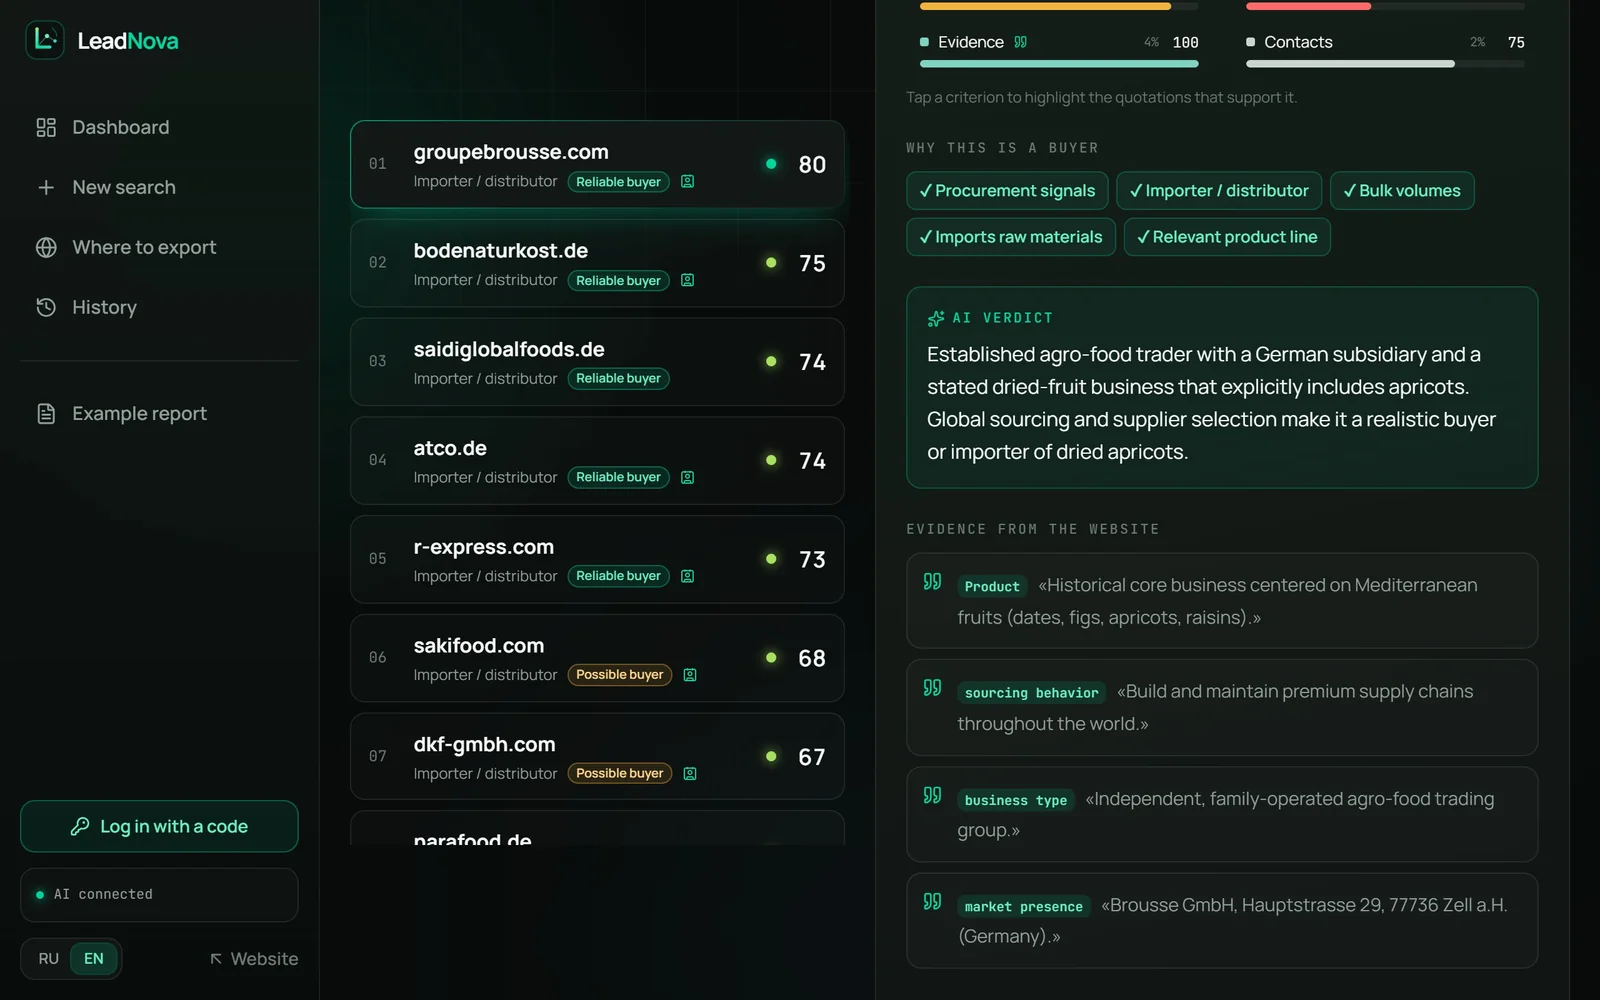 LeadNova
Dashboard
New search
Where to export
History
Example report
Log in with a code
AI connected
RU EN
Website
01 groupebrousse.com 80
Importer / distributor Reliable buyer
02 bodenaturkost.de 75
Importer / distributor Reliable buyer
03 saidiglobalfoods.de 74
Importer / distributor Reliable buyer
04 atco.de 74
Importer / distributor Reliable buyer
05 r-express.com 73
Importer / distributor Reliable buyer
06 sakifood.com 68
Importer / distributor Possible buyer
07 dkf-gmbh.com 67
Importer / distributor Possible buyer
parafood.de
Evidence 4% 100
Contacts 2% 75
Tap a criterion to highlight the quotations that support it.
WHY THIS IS A BUYER
✓ Procurement signals ✓ Importer / distributor ✓ Bulk volumes
✓ Imports raw materials ✓ Relevant product line
AI VERDICT
Established agro-food trader with a German subsidiary and a
stated dried-fruit business that explicitly includes apricots.
Global sourcing and supplier selection make it a realistic buyer
or importer of dried apricots.
EVIDENCE FROM THE WEBSITE
Product «Historical core business centered on Mediterranean
fruits (dates, figs, apricots, raisins).»
sourcing behavior «Build and maintain premium supply chains
throughout the world.»
business type «Independent, family-operated agro-food trading
group.»
market presence «Brousse GmbH, Hauptstrasse 29, 77736 Zell a.H.
(Germany).»